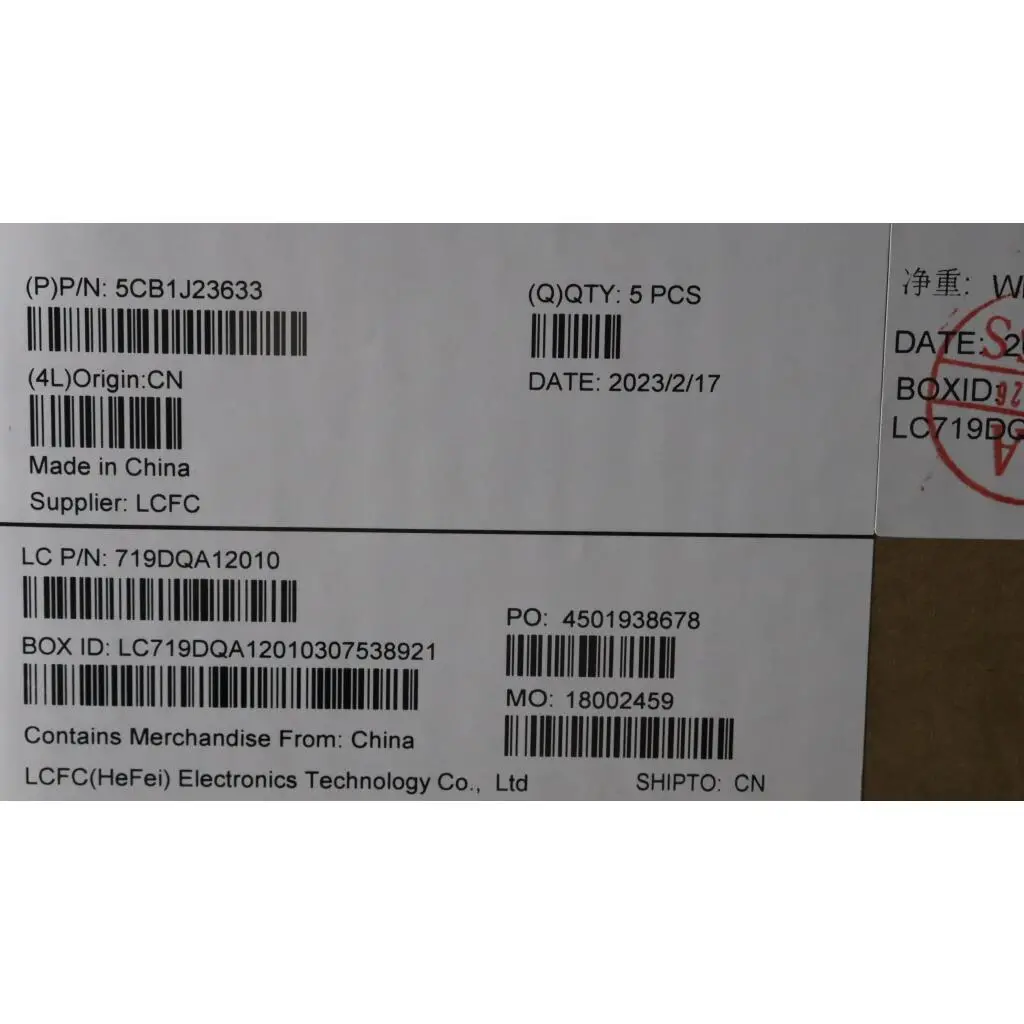 (P)P/N: 5CB1J23633
(Q)QTY: 5 PCS
(4L)Origin:CN
DATE: 2023/2/17
Made in China
Supplier: LCFC
LC P/N: 719DQA12010
PO: 4501938678
BOX ID: LC719DQA12010307538921
MO: 18002459
Contains Merchandise From: China
LCFC(HeFei) Electronics Technology Co., Ltd
SHIPTO: CN
净重:
DATE:
BOXID:
LC719DQ